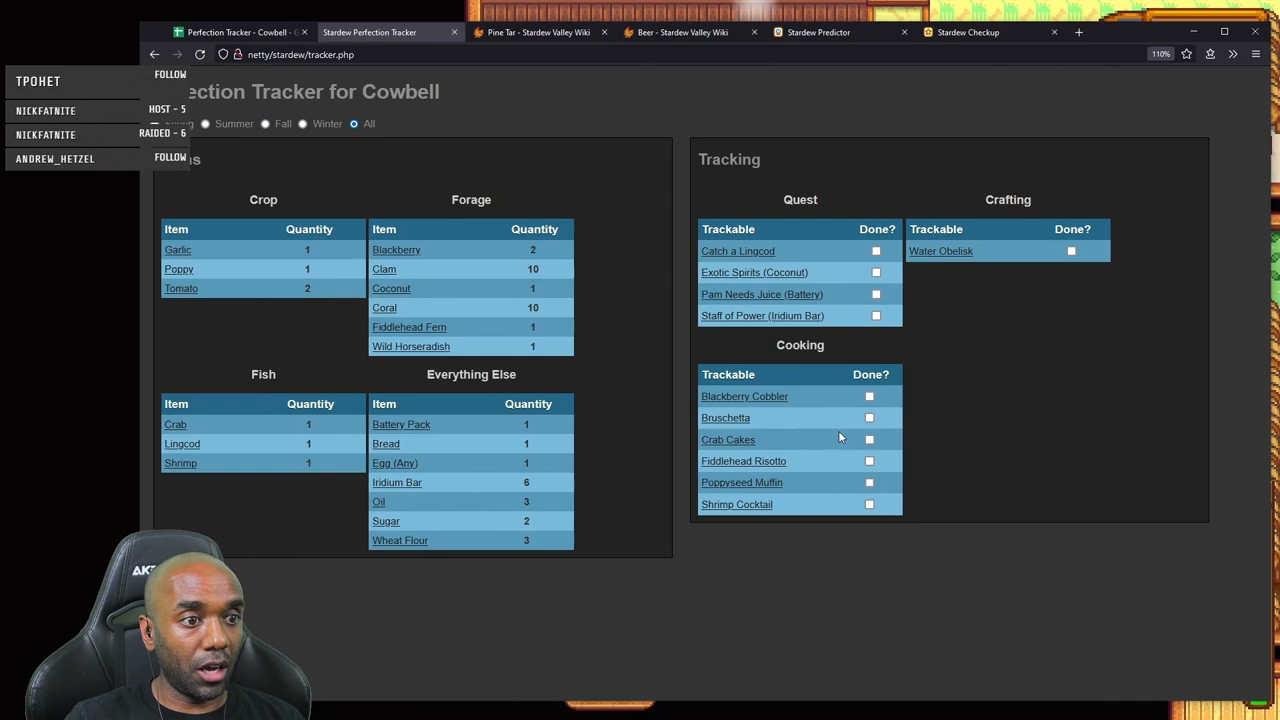 Perfection Tracker - Cowbell - G
Stardew Perfection Tracker
Pine Tar - Stardew Valley Wiki
Beer - Stardew Valley Wiki
Stardew Predictor
Stardew Checkup
netty/stardew/tracker.php
110%
TPOHET FOLLOW
NICKFATNITE HOST - 5
NICKFATNITE RAIDED - 6
ANDREW_HETZEL FOLLOW
ection Tracker for Cowbell
Summer Fall Winter All
Crop
Item Quantity
Garlic 1
Poppy 1
Tomato 2
Forage
Item Quantity
Blackberry 2
Clam 10
Coconut 1
Coral 10
Fiddlehead Fern 1
Wild Horseradish 1
Fish
Item Quantity
Crab 1
Lingcod 1
Shrimp 1
Everything Else
Item Quantity
Battery Pack 1
Bread 1
Egg (Any) 1
Iridium Bar 6
Oil 3
Sugar 2
Wheat Flour 3
Tracking
Quest
Trackable Done?
Catch a Lingcod
Exotic Spirits (Coconut)
Pam Needs Juice (Battery)
Staff of Power (Iridium Bar)
Crafting
Trackable Done?
Water Obelisk
Cooking
Trackable Done?
Blackberry Cobbler
Bruschetta
Crab Cakes
Fiddlehead Risotto
Poppyseed Muffin
Shrimp Cocktail
AK